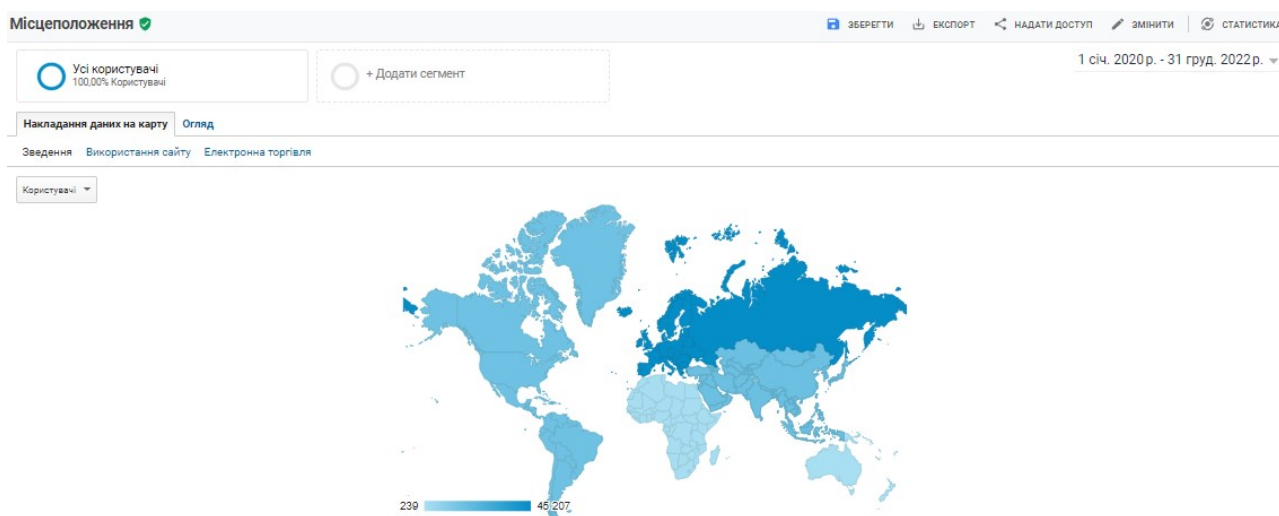 Місцеположення
ЗБЕРЕГТИ ЕКСПОРТ НАДАТИ ДОСТУП ЗМІНИТИ СТАТИСТИКА
Усі користувачі
100,00% Користувачі
+ Додати сегмент
1 січ. 2020 р. - 31 груд. 2022 р.
Накладання даних на карту Огляд
Зведення Використання сайту Електронна торгівля
Користувачі
239 45 207